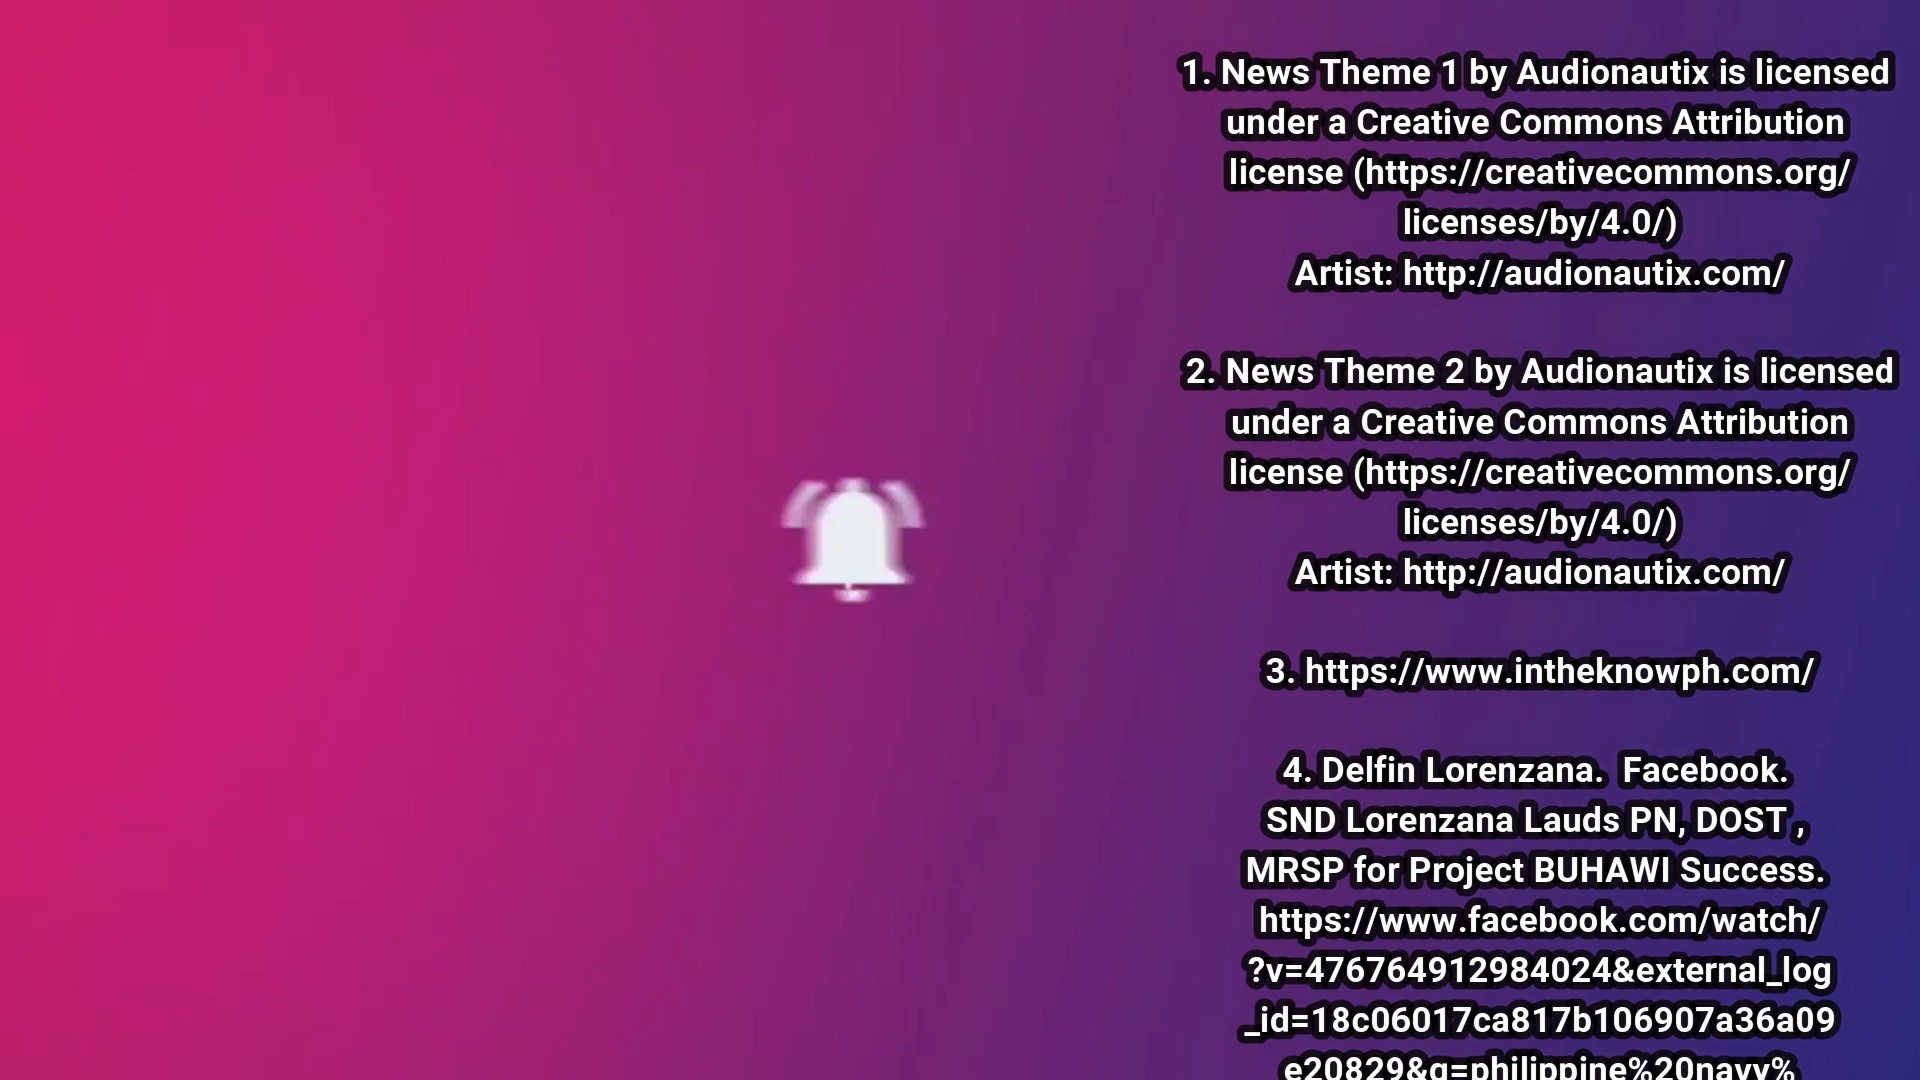 1. News Theme 1 by Audionautix is licensed
under a Creative Commons Attribution
license (https://creativecommons.org/
licenses/by/4.0/)
Artist: http://audionautix.com/
2. News Theme 2 by Audionautix is licensed
under a Creative Commons Attribution
license (https://creativecommons.org/
licenses/by/4.0/)
Artist: http://audionautix.com/
3. https://www.intheknowph.com/
4. Delfin Lorenzana.  Facebook.
SND Lorenzana Lauds PN, DOST ,
MRSP for Project BUHAWI Success.
https://www.facebook.com/watch/
?v=476764912984024&external_log
_id=18c06017ca817b106907a36a09
e20829&q=philippine%20navy%